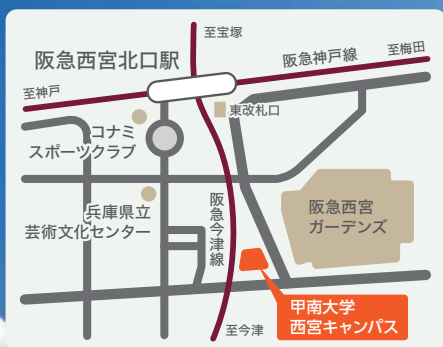 至宝塚
阪急西宮北口駅
阪急神戸線
至梅田
至神戸
東改札口
コナミ
スポーツクラブ
兵庫県立
芸術文化センター
阪急今津線
阪急西宮
ガーデンズ
甲南大学
西宮キャンパス
至今津